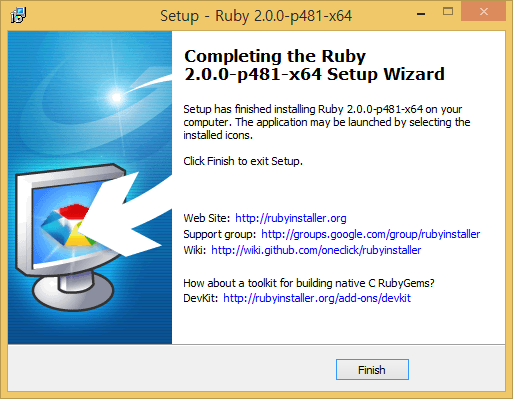 Setup - Ruby 2.0.0-p481-x64
Completing the Ruby
2.0.0-p481-x64 Setup Wizard
Setup has finished installing Ruby 2.0.0-p481-x64 on your
computer. The application may be launched by selecting the
installed icons.
Click Finish to exit Setup.
Web Site: http://rubyinstaller.org
Support group: http://groups.google.com/group/rubyinstaller
Wiki: http://wiki.github.com/oneclick/rubyinstaller
How about a toolkit for building native C RubyGems?
DevKit: http://rubyinstaller.org/add-ons/devkit
Finish